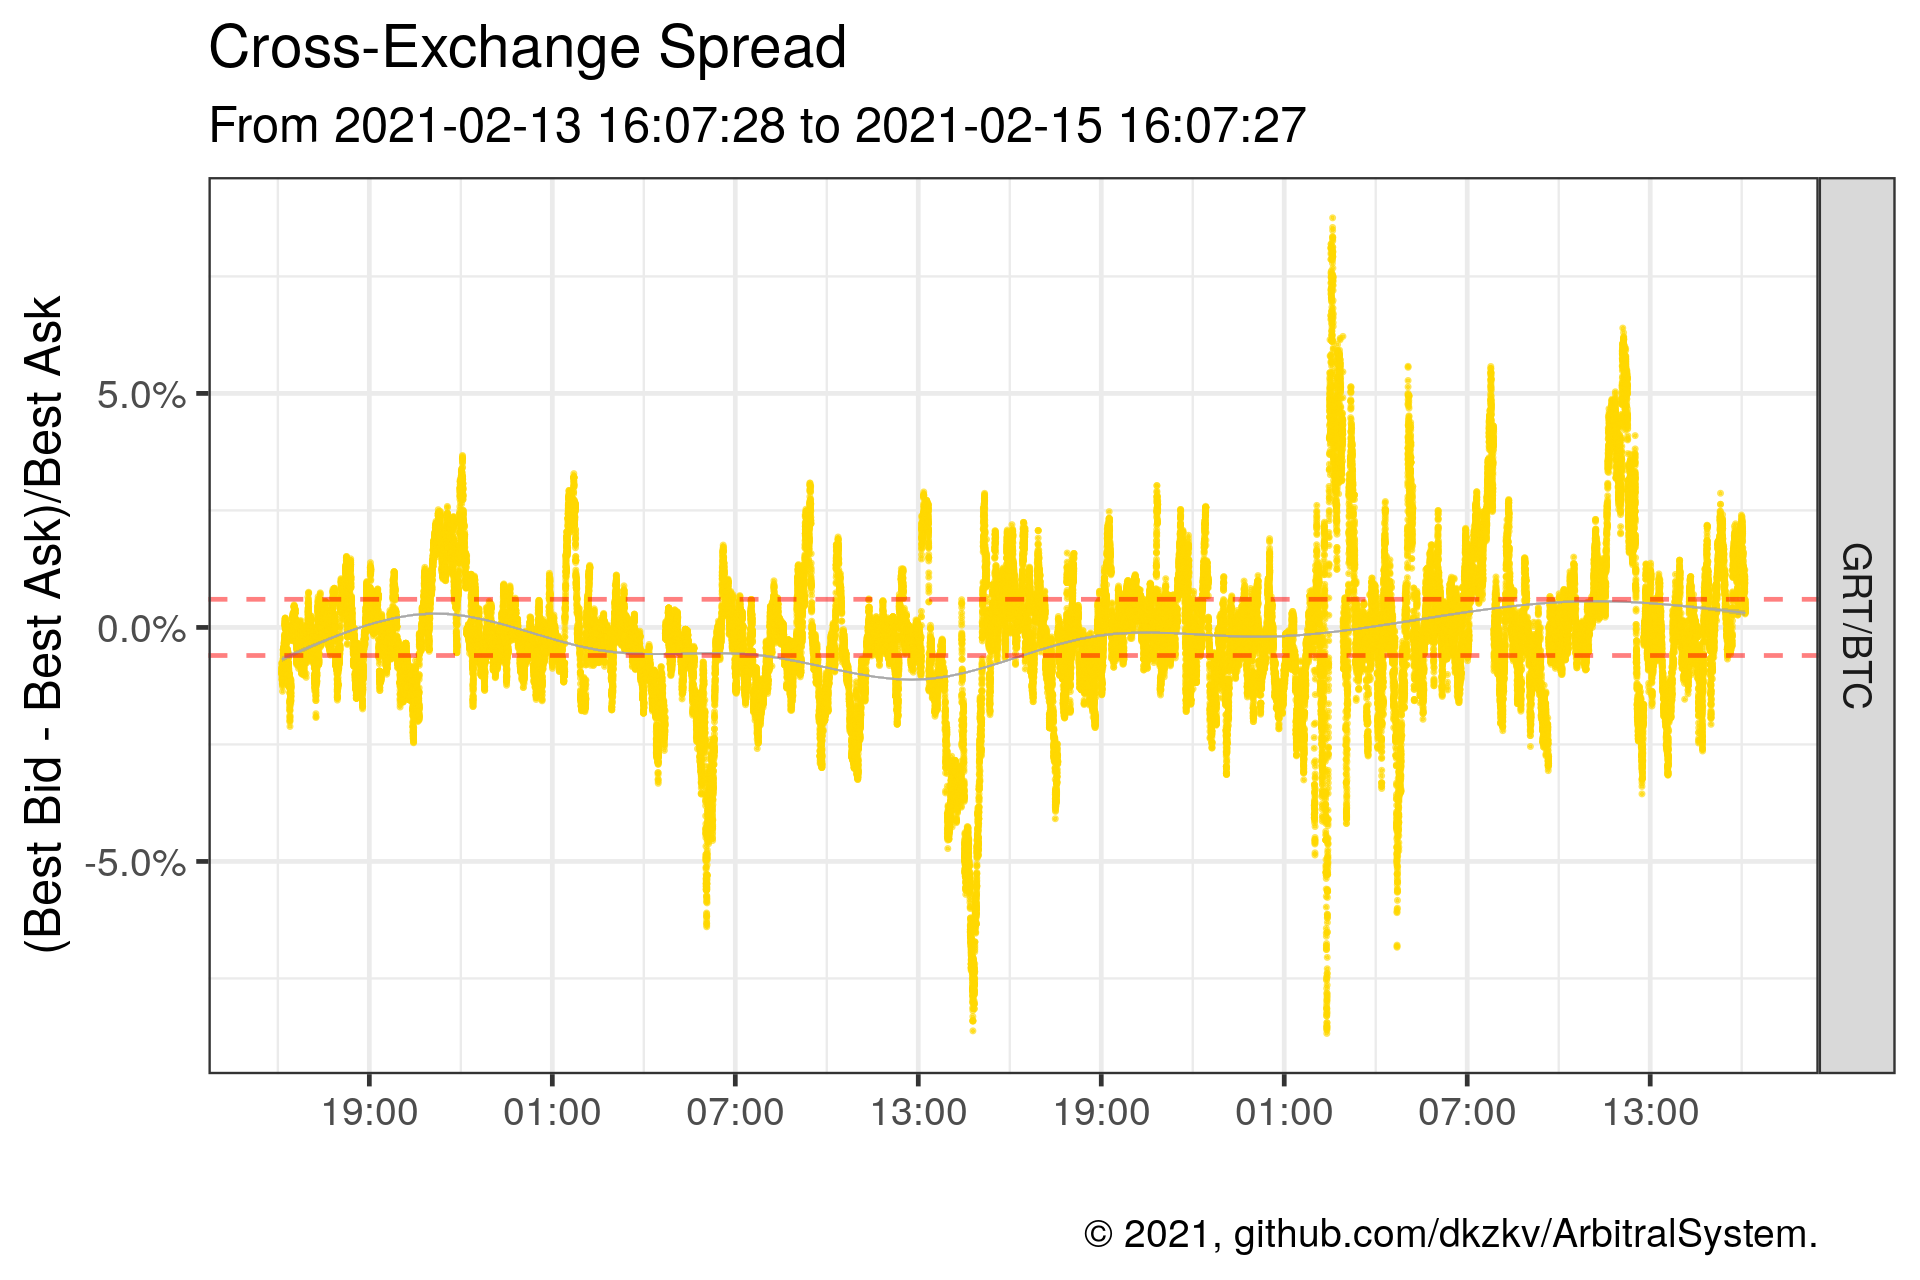 Cross-Exchange Spread
From 2021-02-13 16:07:28 to 2021-02-15 16:07:27
(Best Bid - Best Ask)/Best Ask
5.0%
0.0%
-5.0%
GRT/BTC
19:00 01:00 07:00 13:00 19:00 01:00 07:00 13:00
© 2021, github.com/dkzkv/ArbitralSystem.